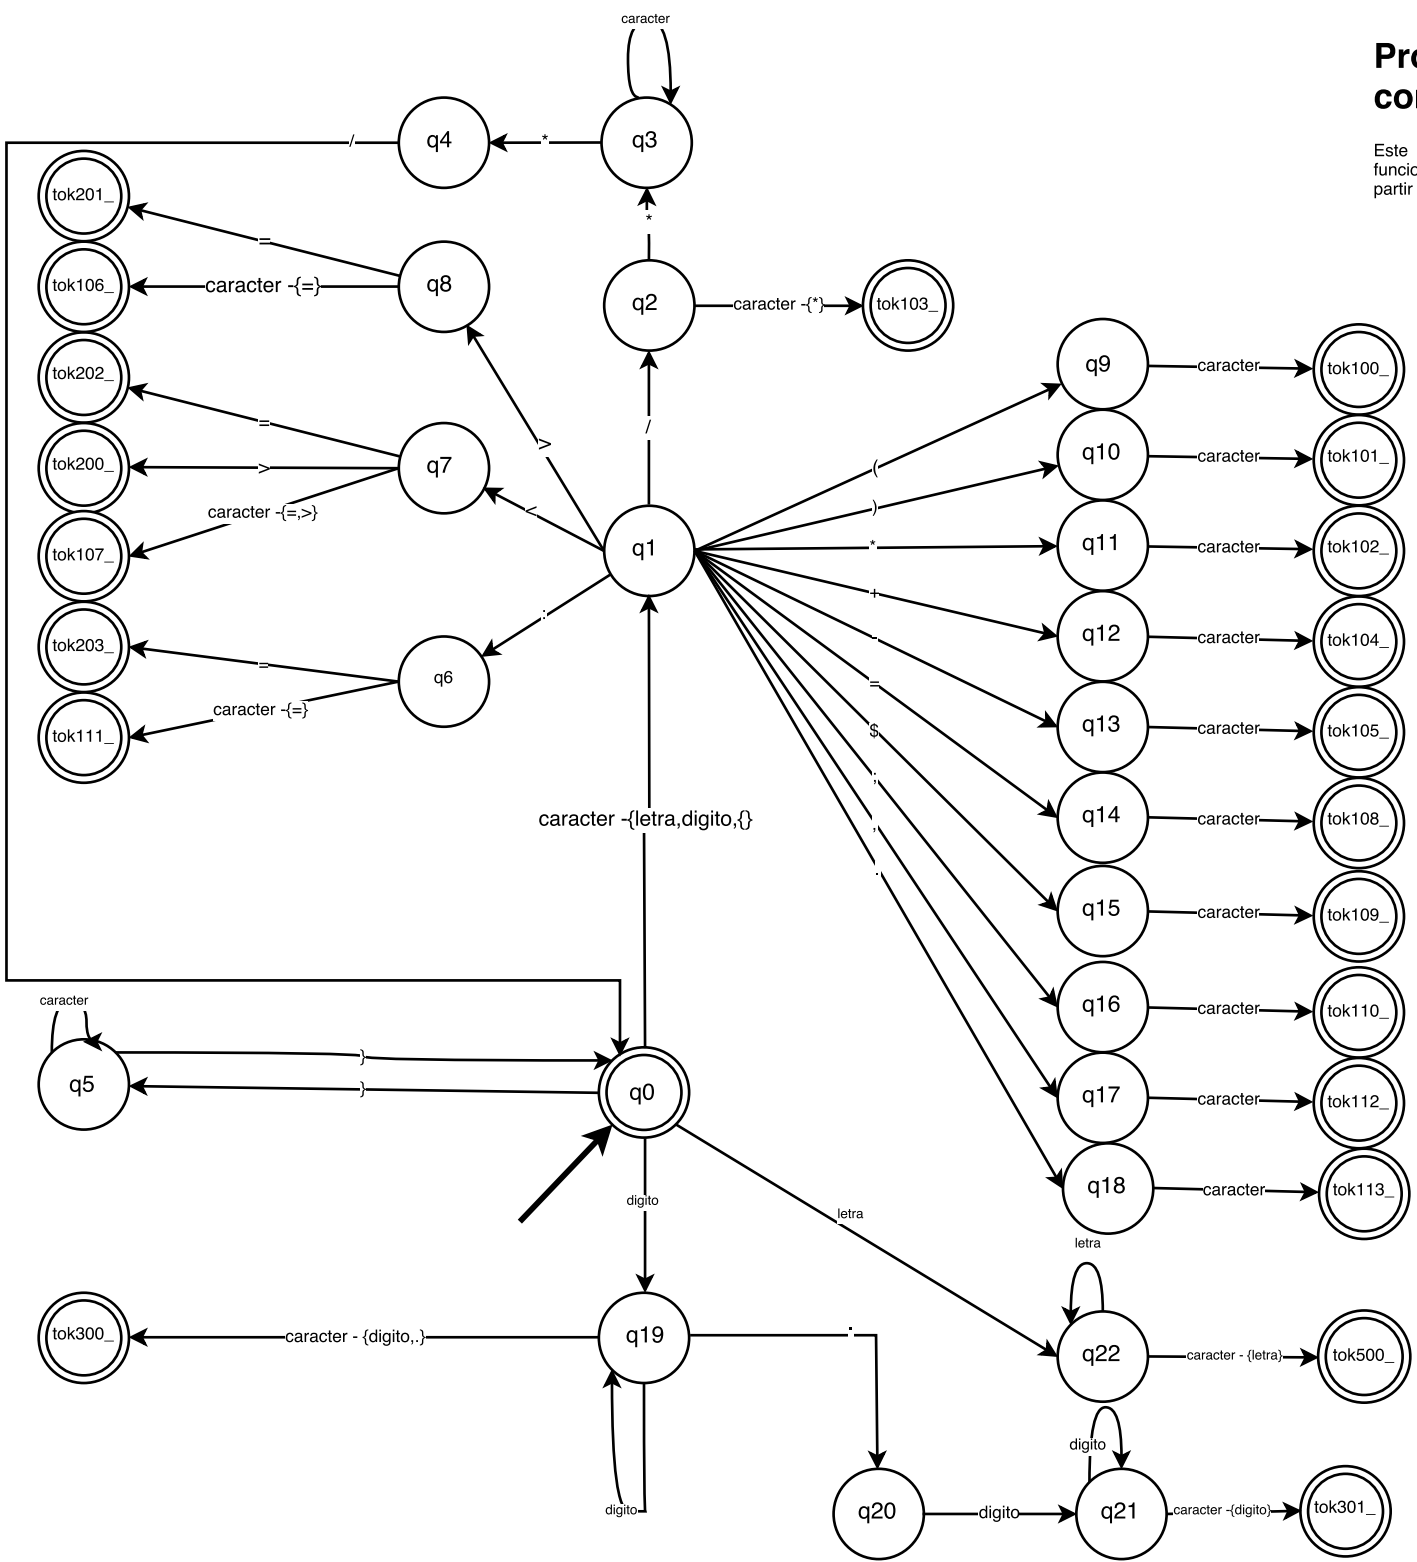 caracter
Pro
co
/
q4
*
q3
Este
funcio
partir
tok201_
*
=
q8
tok106_
caracter -{=}
q2
caracter -{*}
tok103_
tok202_
=
>
/
q9
caracter
tok100_
q7
tok200_
>
(
q10
caracter
tok101_
caracter -{=,>}
<
)
tok107_
q1
*
q11
caracter
tok102_
+
:
q12
caracter
tok104_
tok203_
=
-
q6
=
caracter -{=}
tok111_
$
q13
caracter
tok105_
;
caracter -{letra,digito,{}
,
q14
caracter
tok108_
.
q15
caracter
tok109_
caracter
q16
caracter
tok110_
}
q5
}
q0
q17
caracter
tok112_
q18
caracter
tok113_
digito
letra
letra
tok300_
caracter - {digito,.}
q19
.
q22
caracter - {letra}
tok500_
digito
digito
q20
digito
q21
caracter -{digito}
tok301_